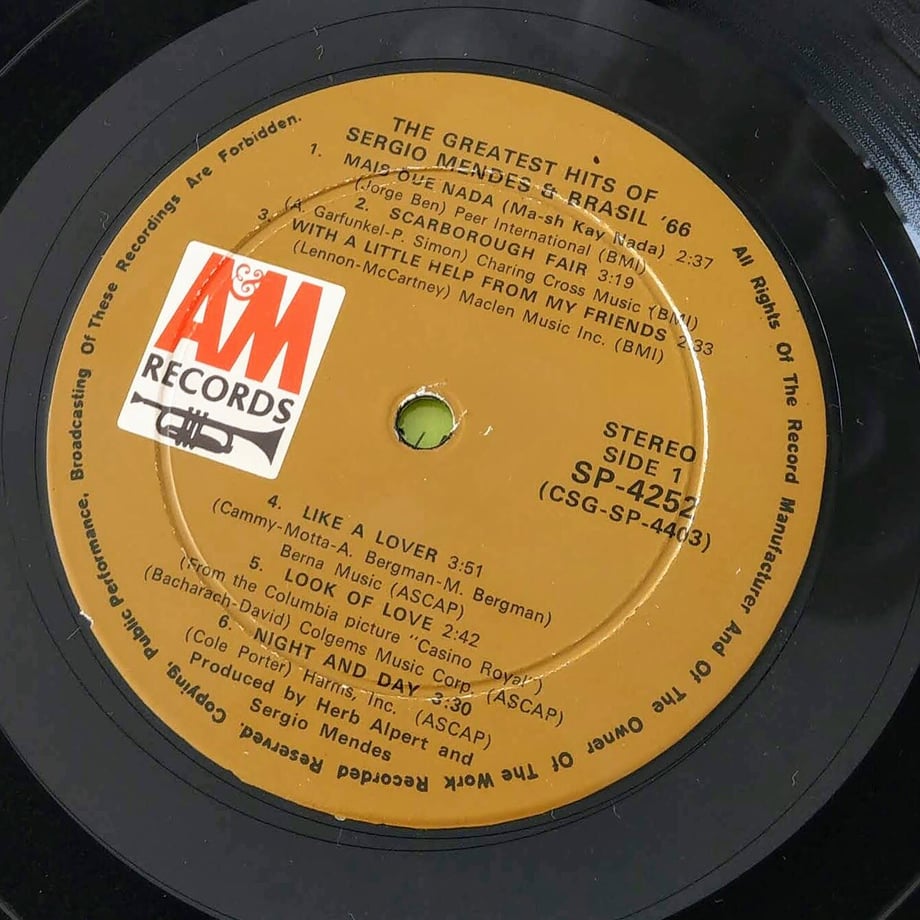 THE GREATEST HITS OF
SERGIO MENDES & BRASIL '66
1. MAIS QUE NADA (Ma-sh Kay Nada) 2:37
(Jorge Ben) Peer International (BMI)
2. SCARBOROUGH FAIR 3:19
(A. Garfunkel-P. Simon) Charing Cross Music (BMI)
3. WITH A LITTLE HELP FROM MY FRIENDS 2:33
(Lennon-McCartney) Maclen Music Inc. (BMI)
A&M
RECORDS
STEREO
SIDE 1
SP-4252
(CSG-SP-4403)
4. LIKE A LOVER 3:51
(Cammy-Motta-A. Bergman-M. Bergman)
Berna Music (ASCAP)
5. LOOK OF LOVE 2:42
(From the Columbia picture "Casino Royal")
(Bacharach-David) Colgems Music Corp. (ASCAP)
6. NIGHT AND DAY 3:30
(Cole Porter) Harms, Inc. (ASCAP)
Produced by Herb Alpert and
Sergio Mendes
All Rights Of The Record Manufacturer And Of The Owner Of The Work Recorded Reserved. Copying, Public Performance, Broadcasting Of These Recordings Are Forbidden.